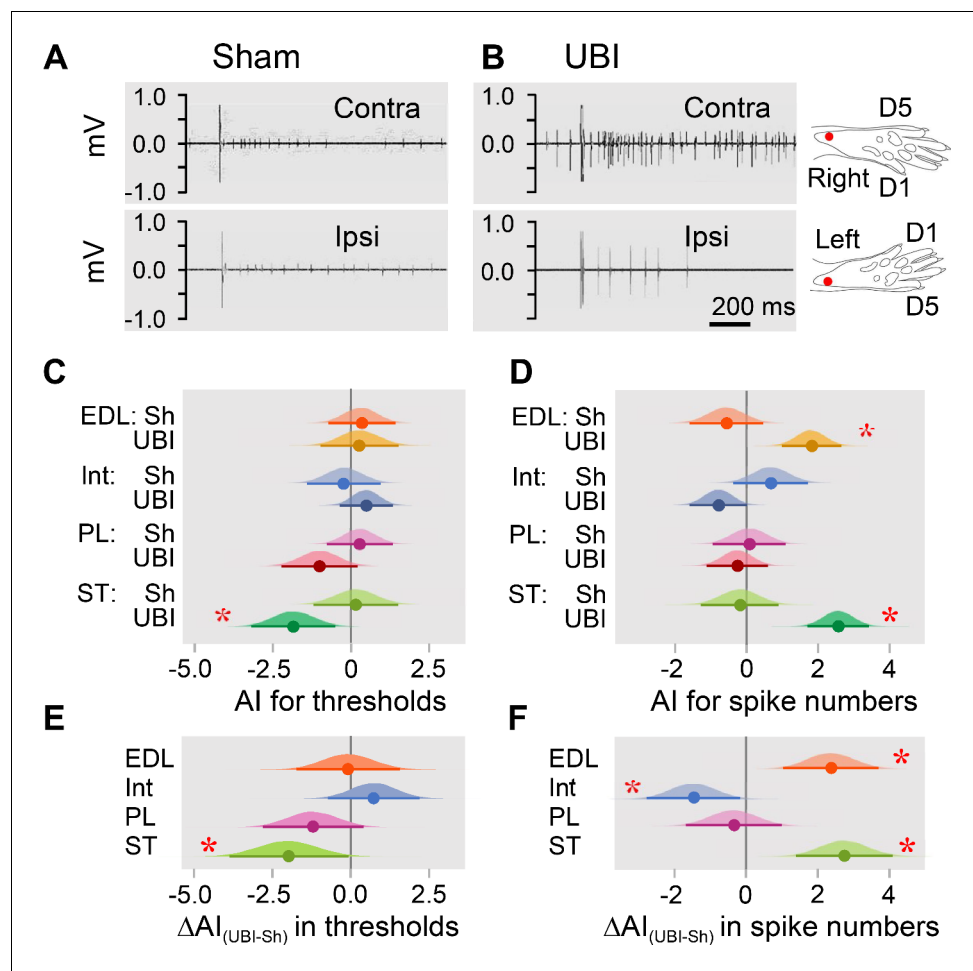 A Sham
B UBI
1.0
0.0
-1.0
mV
Contra
1.0
0.0
-1.0
mV
Ipsi
1.0
0.0
-1.0
Contra
1.0
0.0
-1.0
Ipsi
200 ms
D5
Right
D1
Left
D1
D5
C
EDL: Sh
UBI
Int: Sh
UBI
PL: Sh
UBI
ST: Sh
UBI
*
-5.0 -2.5 0 2.5
AI for thresholds
D
EDL: Sh
UBI
*
Int: Sh
UBI
PL: Sh
UBI
ST: Sh
UBI
*
-2 0 2 4
AI for spike numbers
E
EDL
Int
PL
ST
*
-5.0 -2.5 0 2.5
ΔAI(UBI-Sh) in thresholds
F
EDL
*
Int
*
PL
ST
*
-2 0 2 4
ΔAI(UBI-Sh) in spike numbers